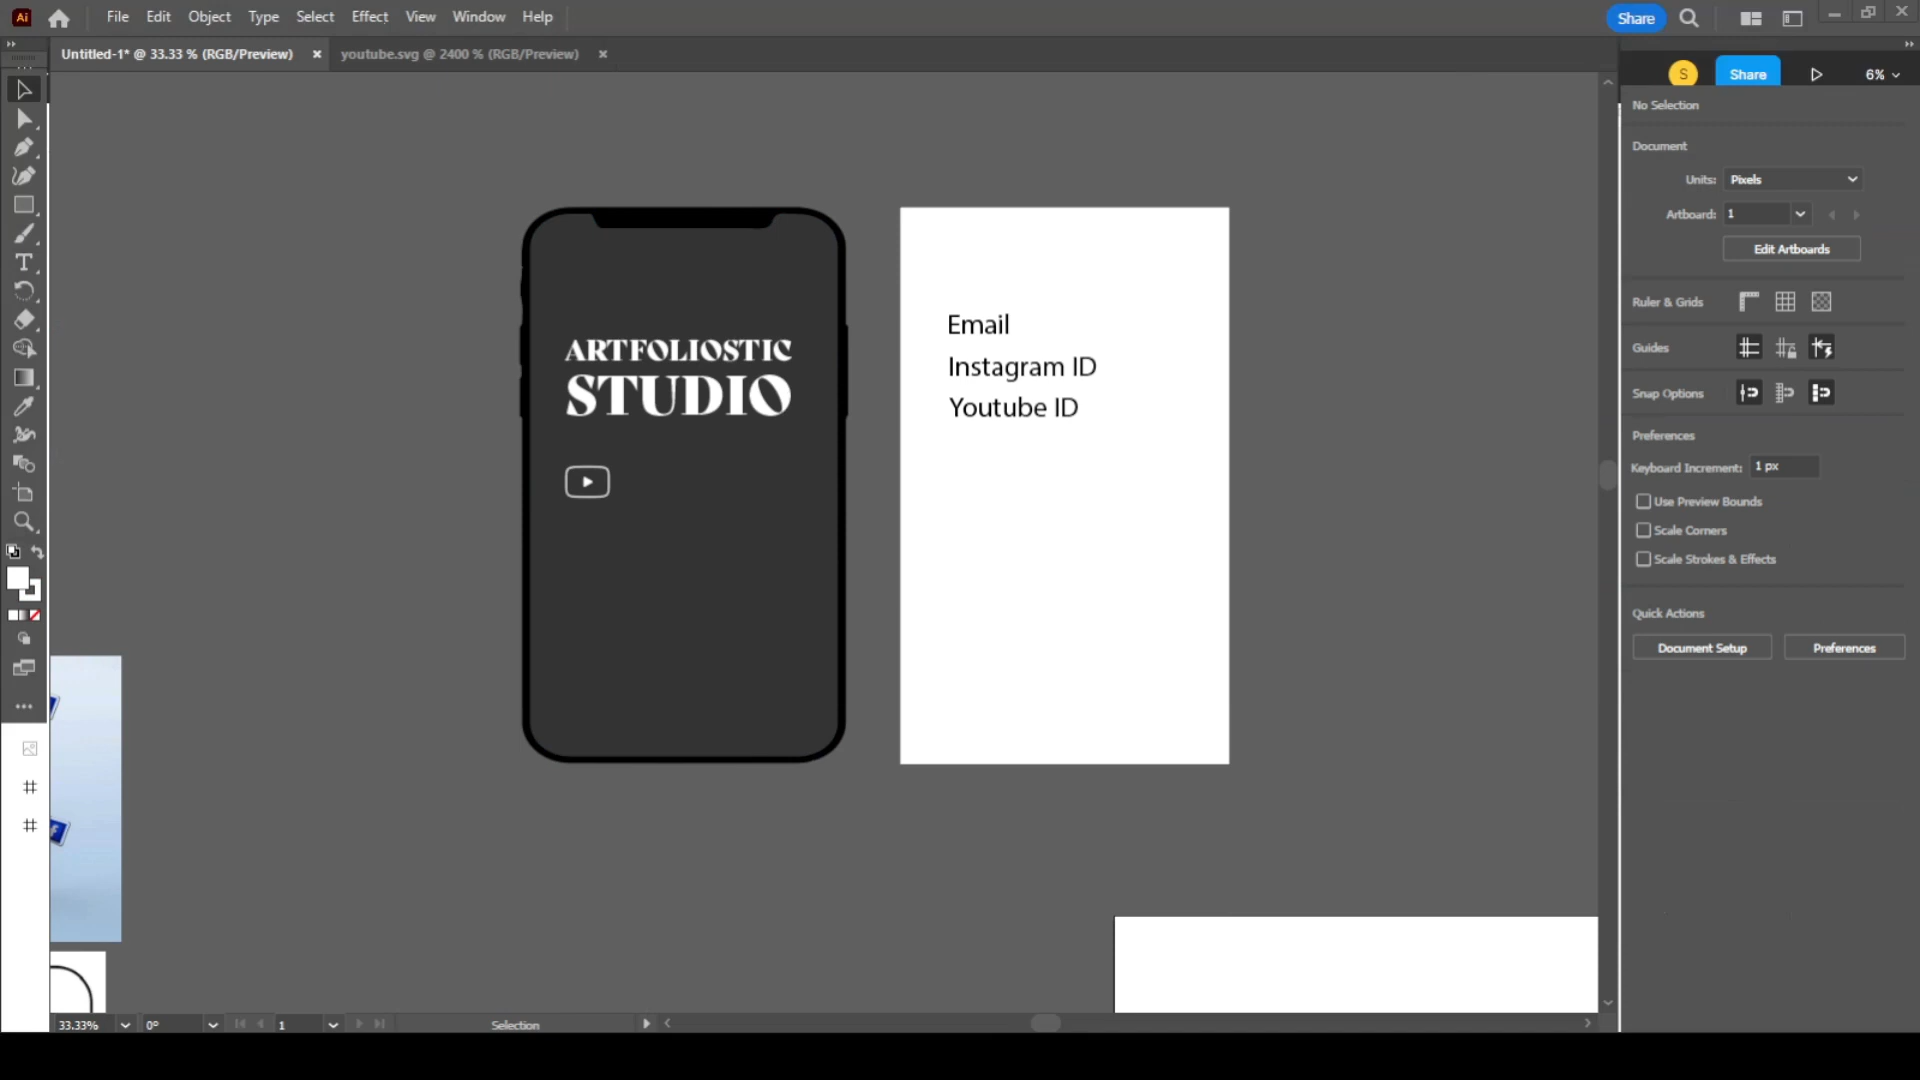 Ai File Edit Object Type Select Effect View Window Help Share
Untitled-1* @ 33.33 % (RGB/Preview) × youtube.svg @ 2400 % (RGB/Preview) ×
S Share 6%
No Selection
Document
Units: Pixels
Artboard: 1
Edit Artboards
Ruler & Grids
Guides
Snap Options
Preferences
Keyboard Increment: 1 px
Use Preview Bounds
Scale Corners
Scale Strokes & Effects
Quick Actions
Document Setup Preferences
ARTFOLIOSTIC
STUDIO
Email
Instagram ID
Youtube ID
33.33% 0° 1 Selection